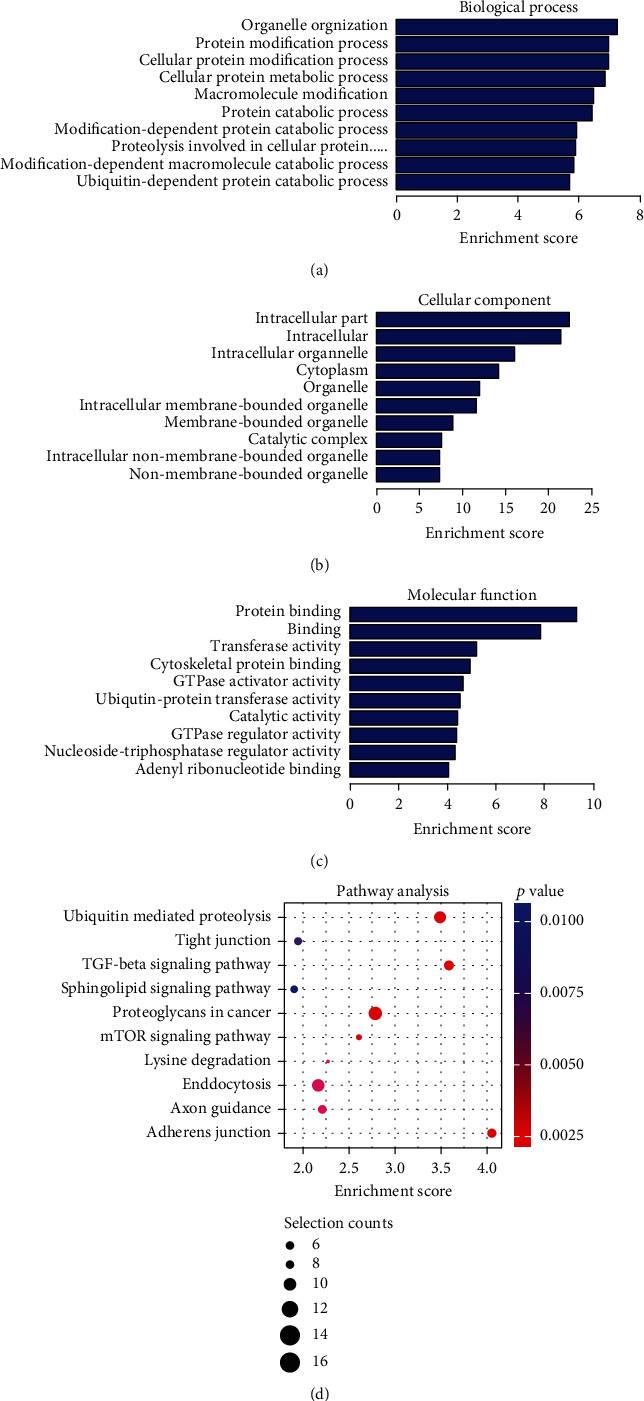 Biological process
Organelle orgnization
Protein modification process
Cellular protein modification process
Cellular protein metabolic process
Macromolecule modification
Protein catabolic process
Modification-dependent protein catabolic process
Proteolysis involved in cellular protein.....
Modification-dependent macromolecule catabolic process
Ubiquitin-dependent protein catabolic process
0 2 4 6 8
Enrichment score
(a)
Cellular component
Intracellular part
Intracellular
Intracellular organnelle
Cytoplasm
Organelle
Intracellular membrane-bounded organelle
Membrane-bounded organelle
Catalytic complex
Intracellular non-membrane-bounded organelle
Non-membrane-bounded organelle
0 5 10 15 20 25
Enrichment score
(b)
Molecular function
Protein binding
Binding
Transferase activity
Cytoskeletal protein binding
GTPase activator activity
Ubiqutin-protein transferase activity
Catalytic activity
GTPase regulator activity
Nucleoside-triphosphatase regulator activity
Adenyl ribonucleotide binding
0 2 4 6 8 10
Enrichment score
(c)
Pathway analysis
Ubiquitin mediated proteolysis
Tight junction
TGF-beta signaling pathway
Sphingolipid signaling pathway
Proteoglycans in cancer
mTOR signaling pathway
Lysine degradation
Enddocytosis
Axon guidance
Adherens junction
2.0 2.5 3.0 3.5 4.0
Enrichment score
p value
0.0100
0.0075
0.0050
0.0025
Selection counts
6
8
10
12
14
16
(d)